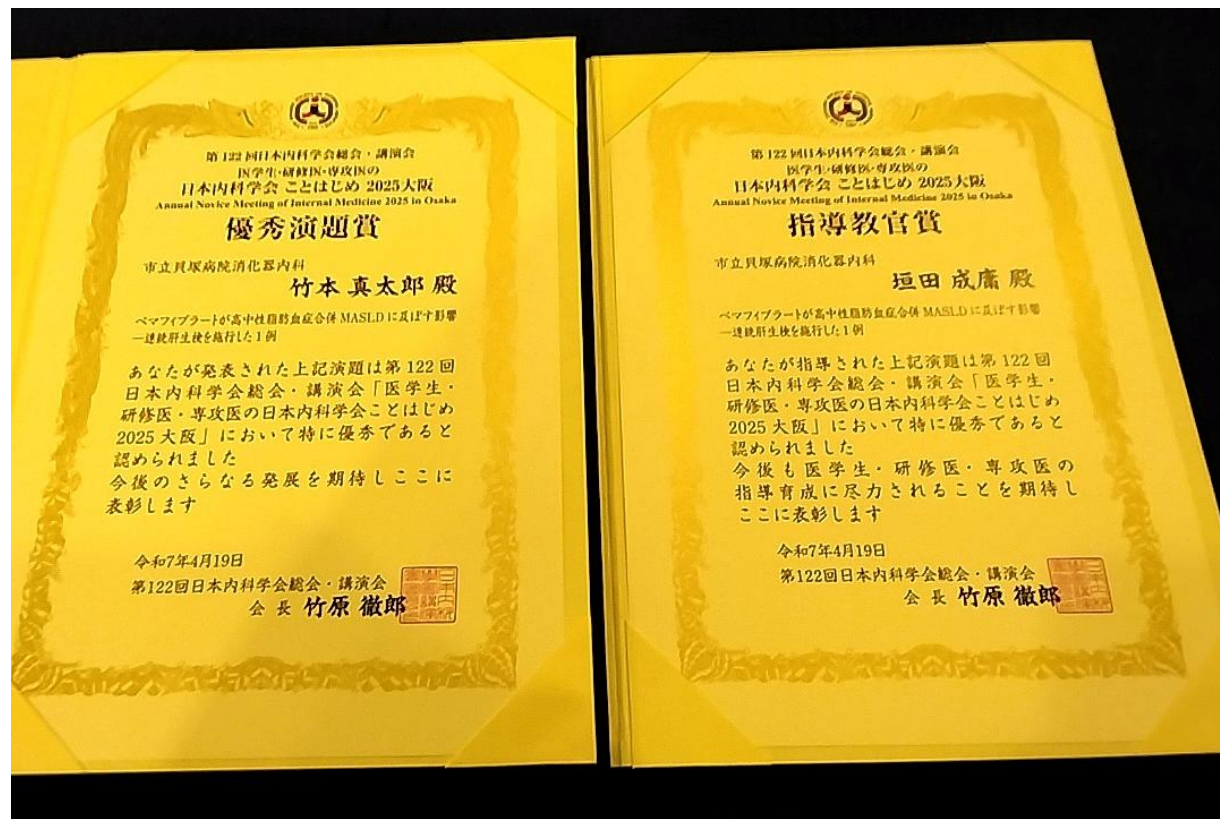 第122回日本内科学会総会・講演会
医学生・研修医・専攻医の
日本内科学会 ことはじめ 2025大阪
Annual Novice Meeting of Internal Medicine 2025 in Osaka
優秀演題賞
市立貝塚病院消化器内科
竹本 真太郎 殿
ペマフィブラートが高中性脂肪血症合併MASLDに及ぼす影響
―連続肝生検を施行した1例
あなたが発表された上記演題は第122回
日本内科学会総会・講演会「医学生・
研修医・専攻医の日本内科学会ことはじめ
2025大阪」において特に優秀であると
認められました
今後のさらなる発展を期待しここに
表彰します
令和7年4月19日
第122回日本内科学会総会・講演会
会長 竹原 徹郎
第122回日本内科学会総会・講演会
医学生・研修医・専攻医の
日本内科学会 ことはじめ 2025大阪
Annual Novice Meeting of Internal Medicine 2025 in Osaka
指導教官賞
市立貝塚病院消化器内科
垣田 成庸 殿
ペマフィブラートが高中性脂肪血症合併MASLDに及ぼす影響
―連続肝生検を施行した1例
あなたが指導された上記演題は第122回
日本内科学会総会・講演会「医学生・
研修医・専攻医の日本内科学会ことはじめ
2025大阪」において特に優秀であると
認められました
今後も医学生・研修医・専攻医の
指導育成に尽力されることを期待し
ここに表彰します
令和7年4月19日
第122回日本内科学会総会・講演会
会長 竹原 徹郎